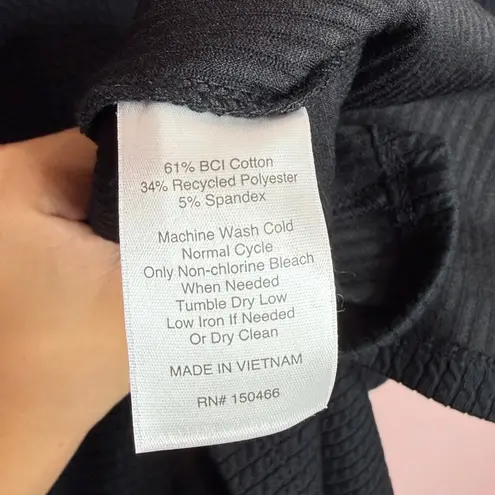 61% BCI Cotton
34% Recycled Polyester
5% Spandex
Machine Wash Cold
Normal Cycle
Only Non-chlorine Bleach
When Needed
Tumble Dry Low
Low Iron If Needed
Or Dry Clean
MADE IN VIETNAM
RN# 150466